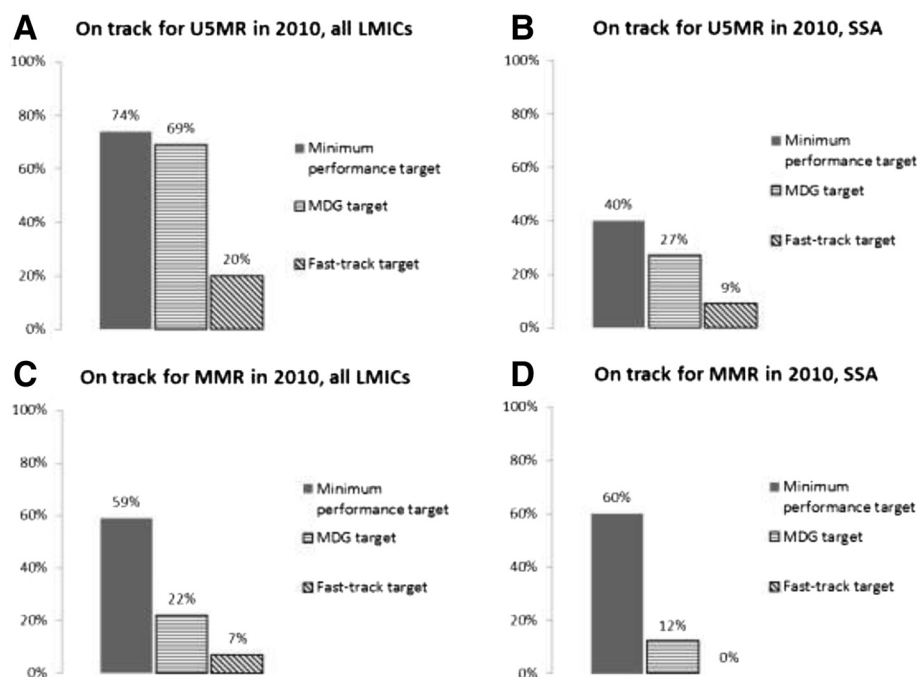 A
On track for U5MR in 2010, all LMICs
100%
80%
60%
40%
20%
0%
74%
69%
20%
Minimum
performance target
MDG target
Fast-track target
B
On track for U5MR in 2010, SSA
100%
80%
60%
40%
20%
0%
40%
27%
9%
Minimum
performance target
MDG target
Fast-track target
C
On track for MMR in 2010, all LMICs
100%
80%
60%
40%
20%
0%
59%
22%
7%
Minimum
performance target
MDG target
Fast-track target
D
On track for MMR in 2010, SSA
100%
80%
60%
40%
20%
0%
60%
12%
0%
Minimum
performance target
MDG target
Fast-track target